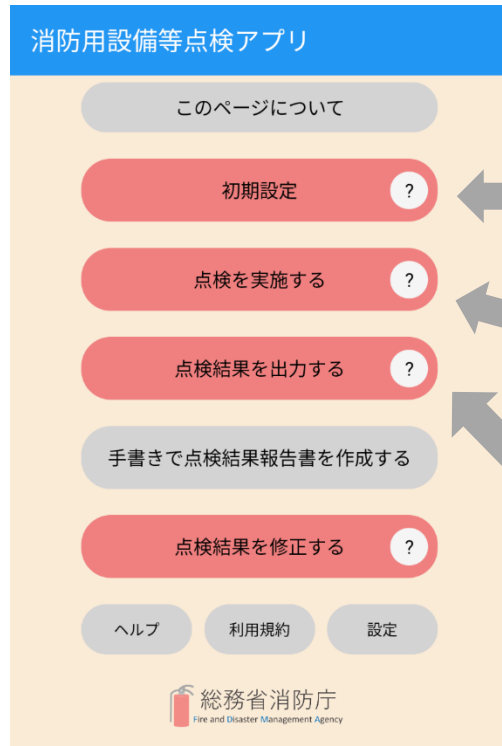 消防用設備等点検アプリ
このページについて
初期設定 ?
点検を実施する ?
点検結果を出力する ?
手書きで点検結果報告書を作成する
点検結果を修正する ?
ヘルプ 利用規約 設定
総務省消防庁
Fire and Disaster Management Agency